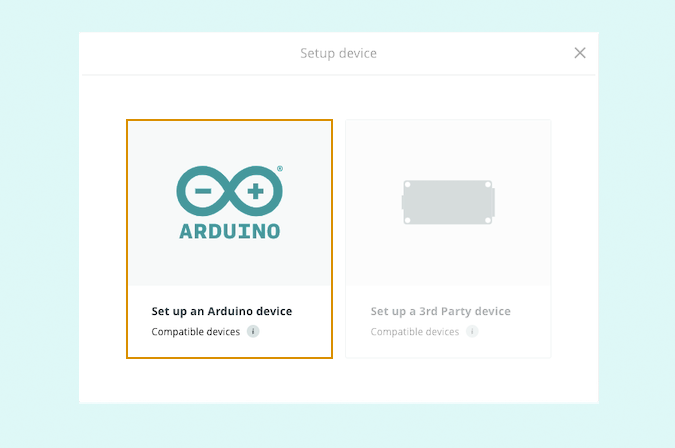 Setup device
ARDUINO
Set up an Arduino device
Compatible devices i
Set up a 3rd Party device
Compatible devices i